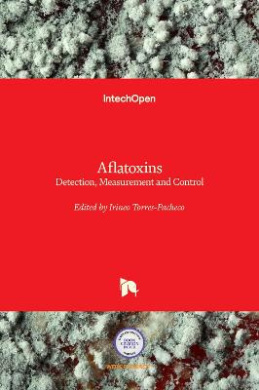 IntechOpen
Aflatoxins
Detection, Measurement and Control
Edited by Irineo Torres-Pacheco